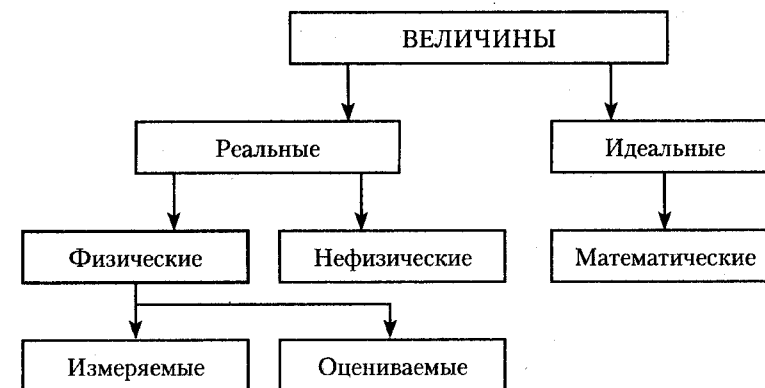 ВЕЛИЧИНЫ
Реальные
Идеальные
Физические
Нефизические
Математические
Измеряемые
Оцениваемые